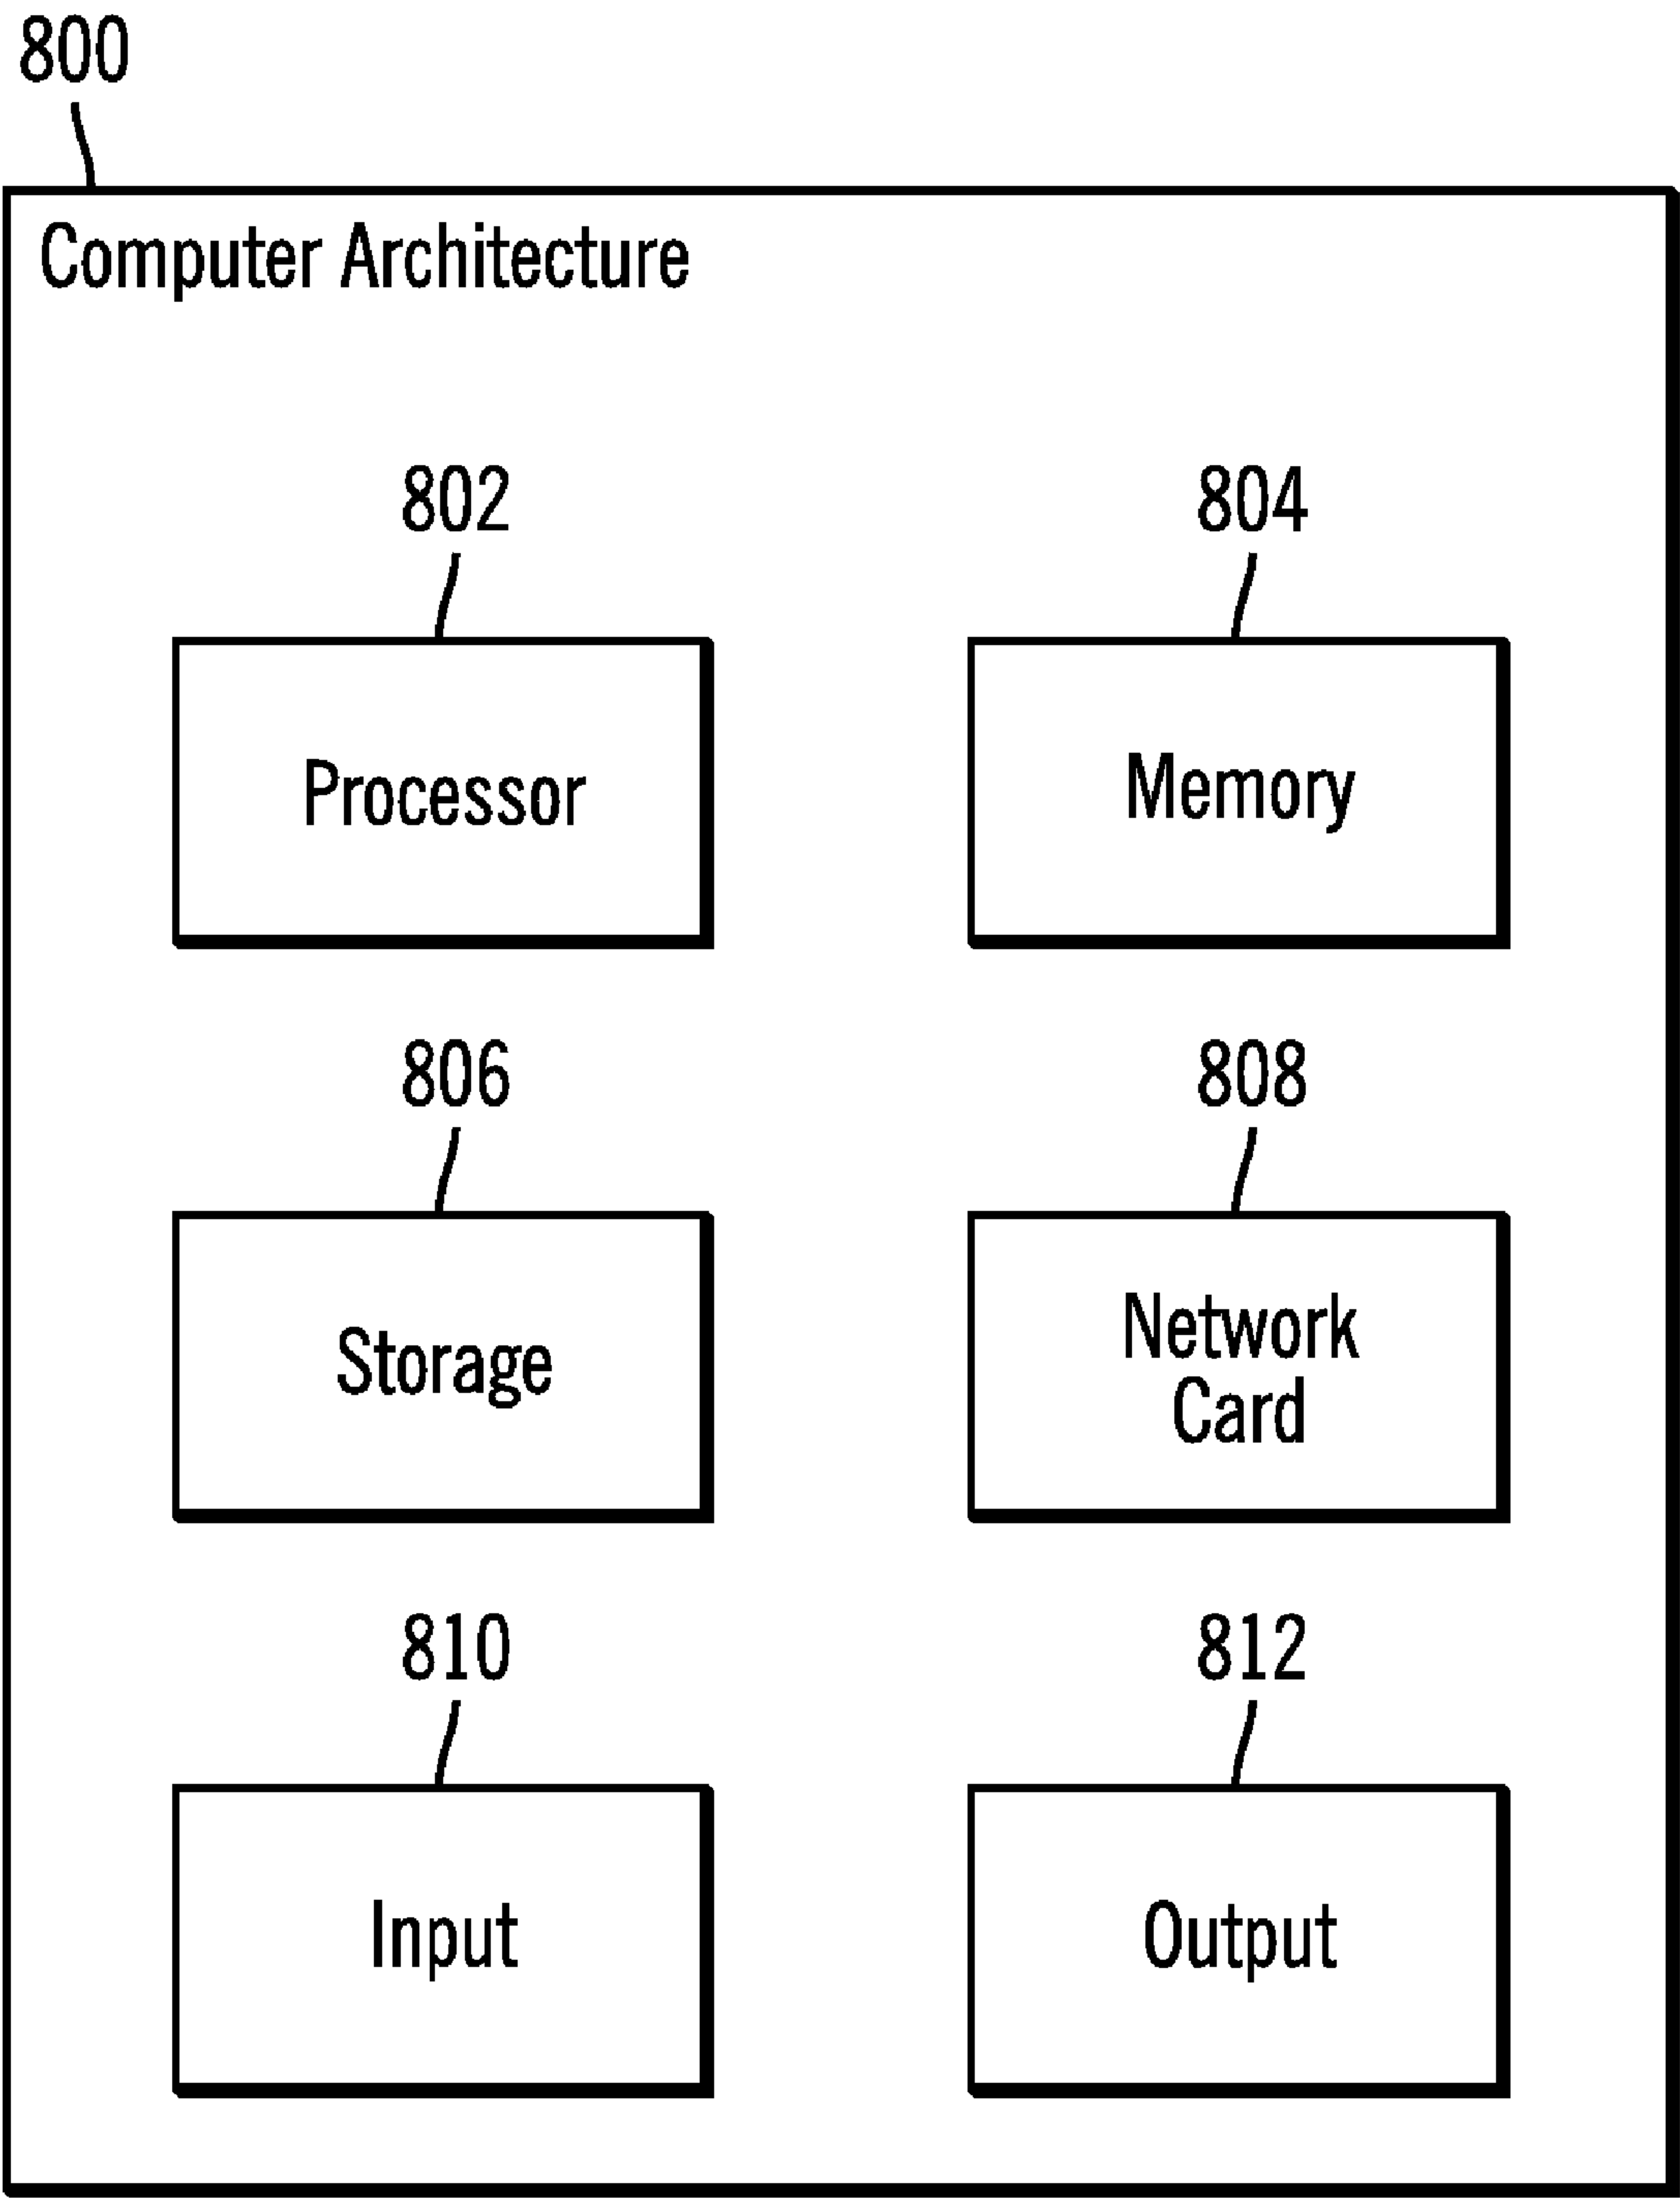 800
Computer Architecture
802
804
Processor
Memory
806
808
Storage
Network
Card
810
812
Input
Output